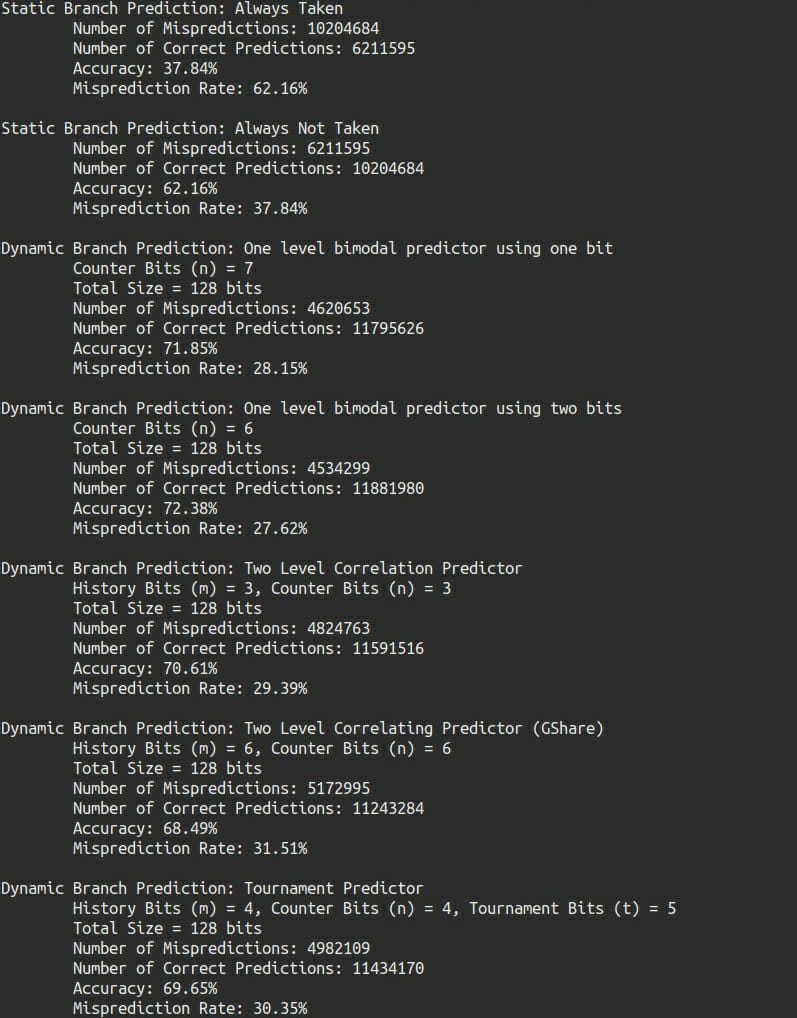 Static Branch Prediction: Always Taken
Number of Mispredictions: 10204684
Number of Correct Predictions: 6211595
Accuracy: 37.84%
Misprediction Rate: 62.16%
Static Branch Prediction: Always Not Taken
Number of Mispredictions: 6211595
Number of Correct Predictions: 10204684
Accuracy: 62.16%
Misprediction Rate: 37.84%
Dynamic Branch Prediction: One level bimodal predictor using one bit
Counter Bits (n) = 7
Total Size = 128 bits
Number of Mispredictions: 4620653
Number of Correct Predictions: 11795626
Accuracy: 71.85%
Misprediction Rate: 28.15%
Dynamic Branch Prediction: One level bimodal predictor using two bits
Counter Bits (n) = 6
Total Size = 128 bits
Number of Mispredictions: 4534299
Number of Correct Predictions: 11881980
Accuracy: 72.38%
Misprediction Rate: 27.62%
Dynamic Branch Prediction: Two Level Correlation Predictor
History Bits (m) = 3, Counter Bits (n) = 3
Total Size = 128 bits
Number of Mispredictions: 4824763
Number of Correct Predictions: 11591516
Accuracy: 70.61%
Misprediction Rate: 29.39%
Dynamic Branch Prediction: Two Level Correlating Predictor (GShare)
History Bits (m) = 6, Counter Bits (n) = 6
Total Size = 128 bits
Number of Mispredictions: 5172995
Number of Correct Predictions: 11243284
Accuracy: 68.49%
Misprediction Rate: 31.51%
Dynamic Branch Prediction: Tournament Predictor
History Bits (m) = 4, Counter Bits (n) = 4, Tournament Bits (t) = 5
Total Size = 128 bits
Number of Mispredictions: 4982109
Number of Correct Predictions: 11434170
Accuracy: 69.65%
Misprediction Rate: 30.35%